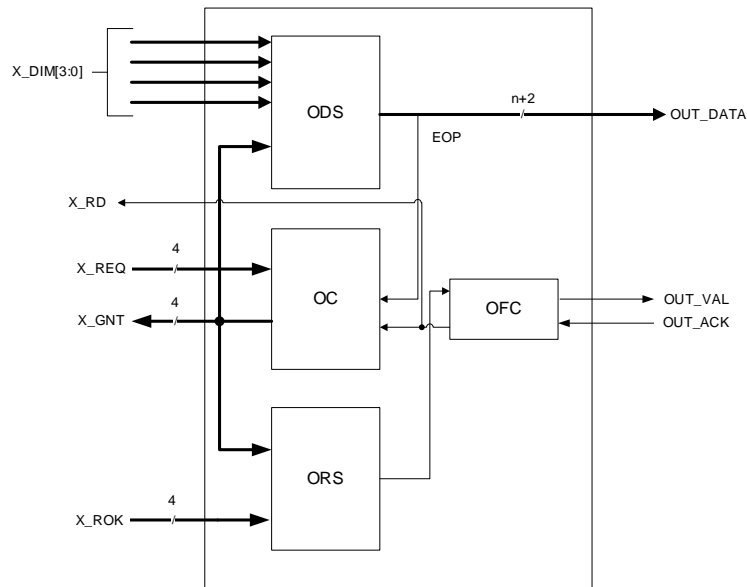 X_DIM[3:0]
ODS
n+2
OUT_DATA
EOP
X_RD
4
X_REQ
OC
4
X_GNT
OFC
OUT_VAL
OUT_ACK
ORS
4
X_ROK